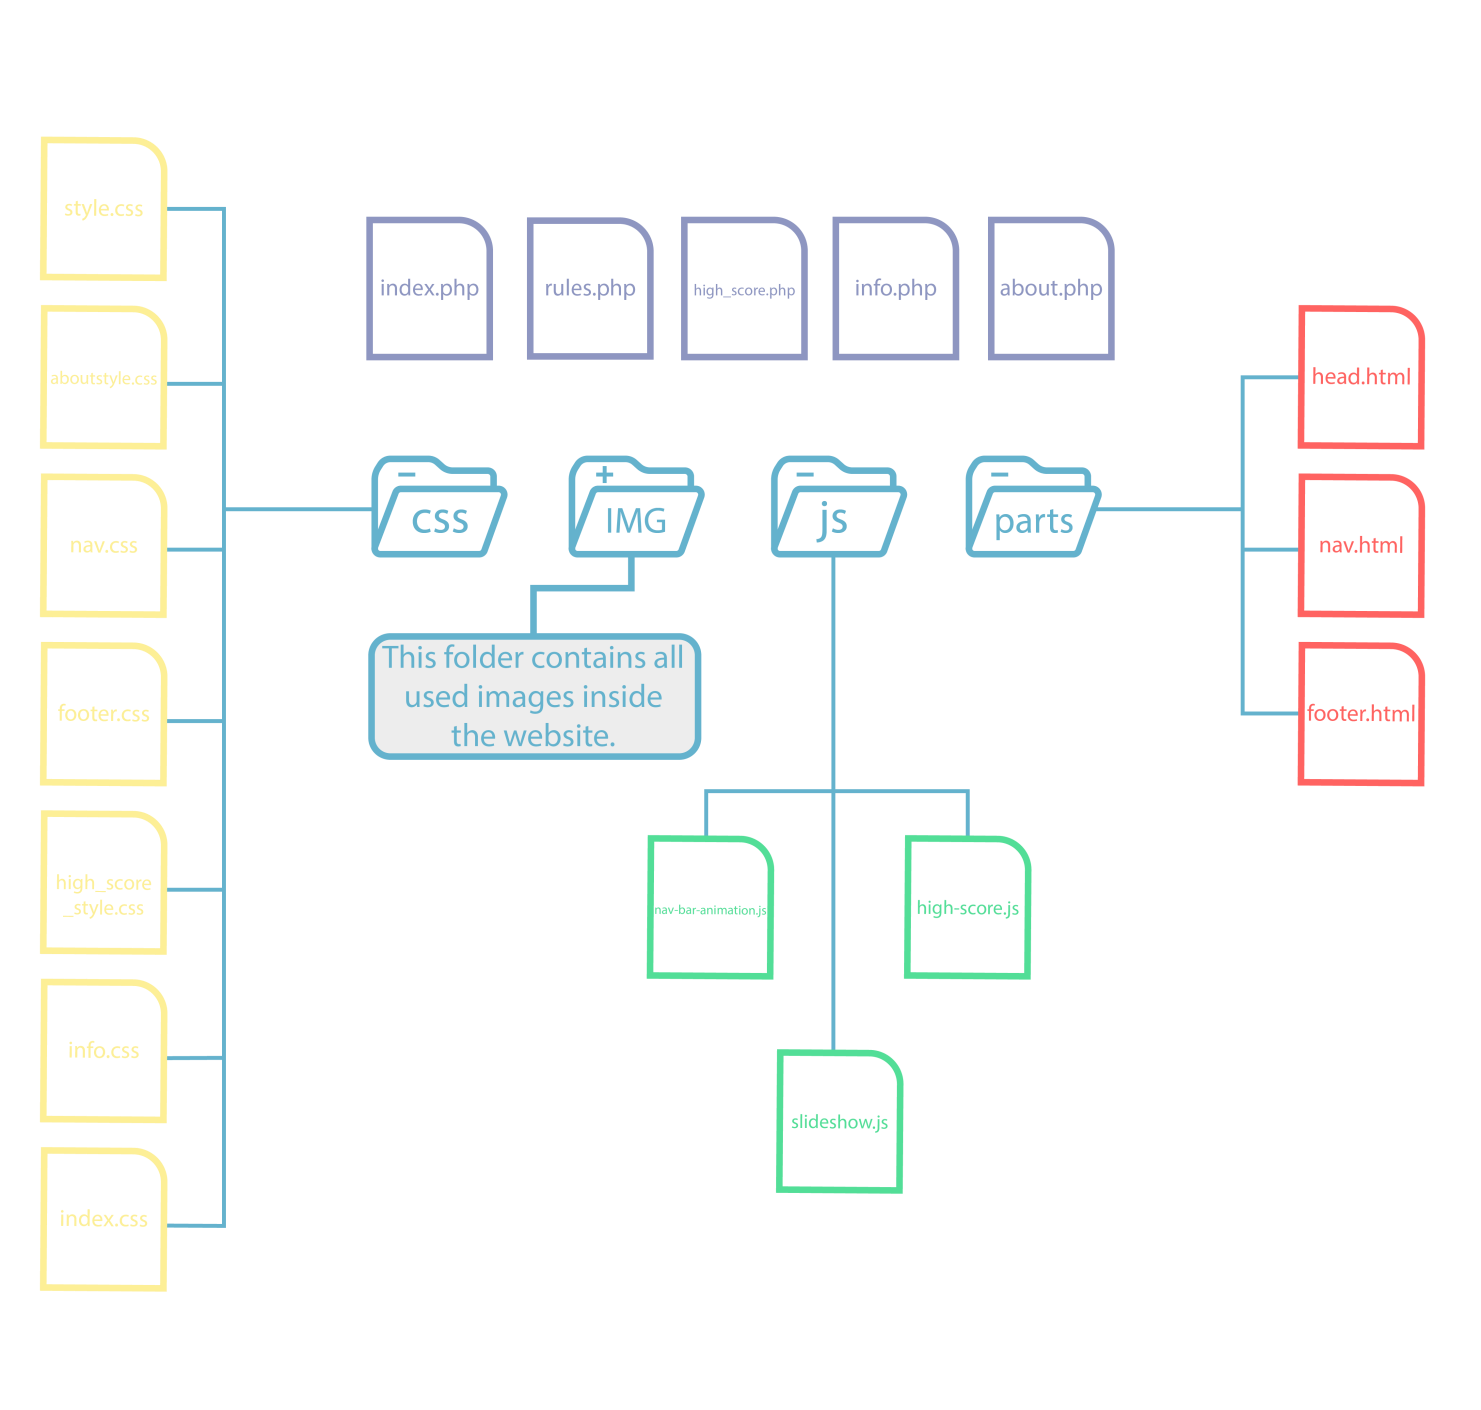 style.css
aboutstyle.css
nav.css
footer.css
high_score
_style.css
info.css
index.css
index.php
rules.php
high_score.php
info.php
about.php
css
IMG
js
parts
This folder contains all
used images inside
the website.
nav-bar-animation.js
high-score.js
slideshow.js
head.html
nav.html
footer.html